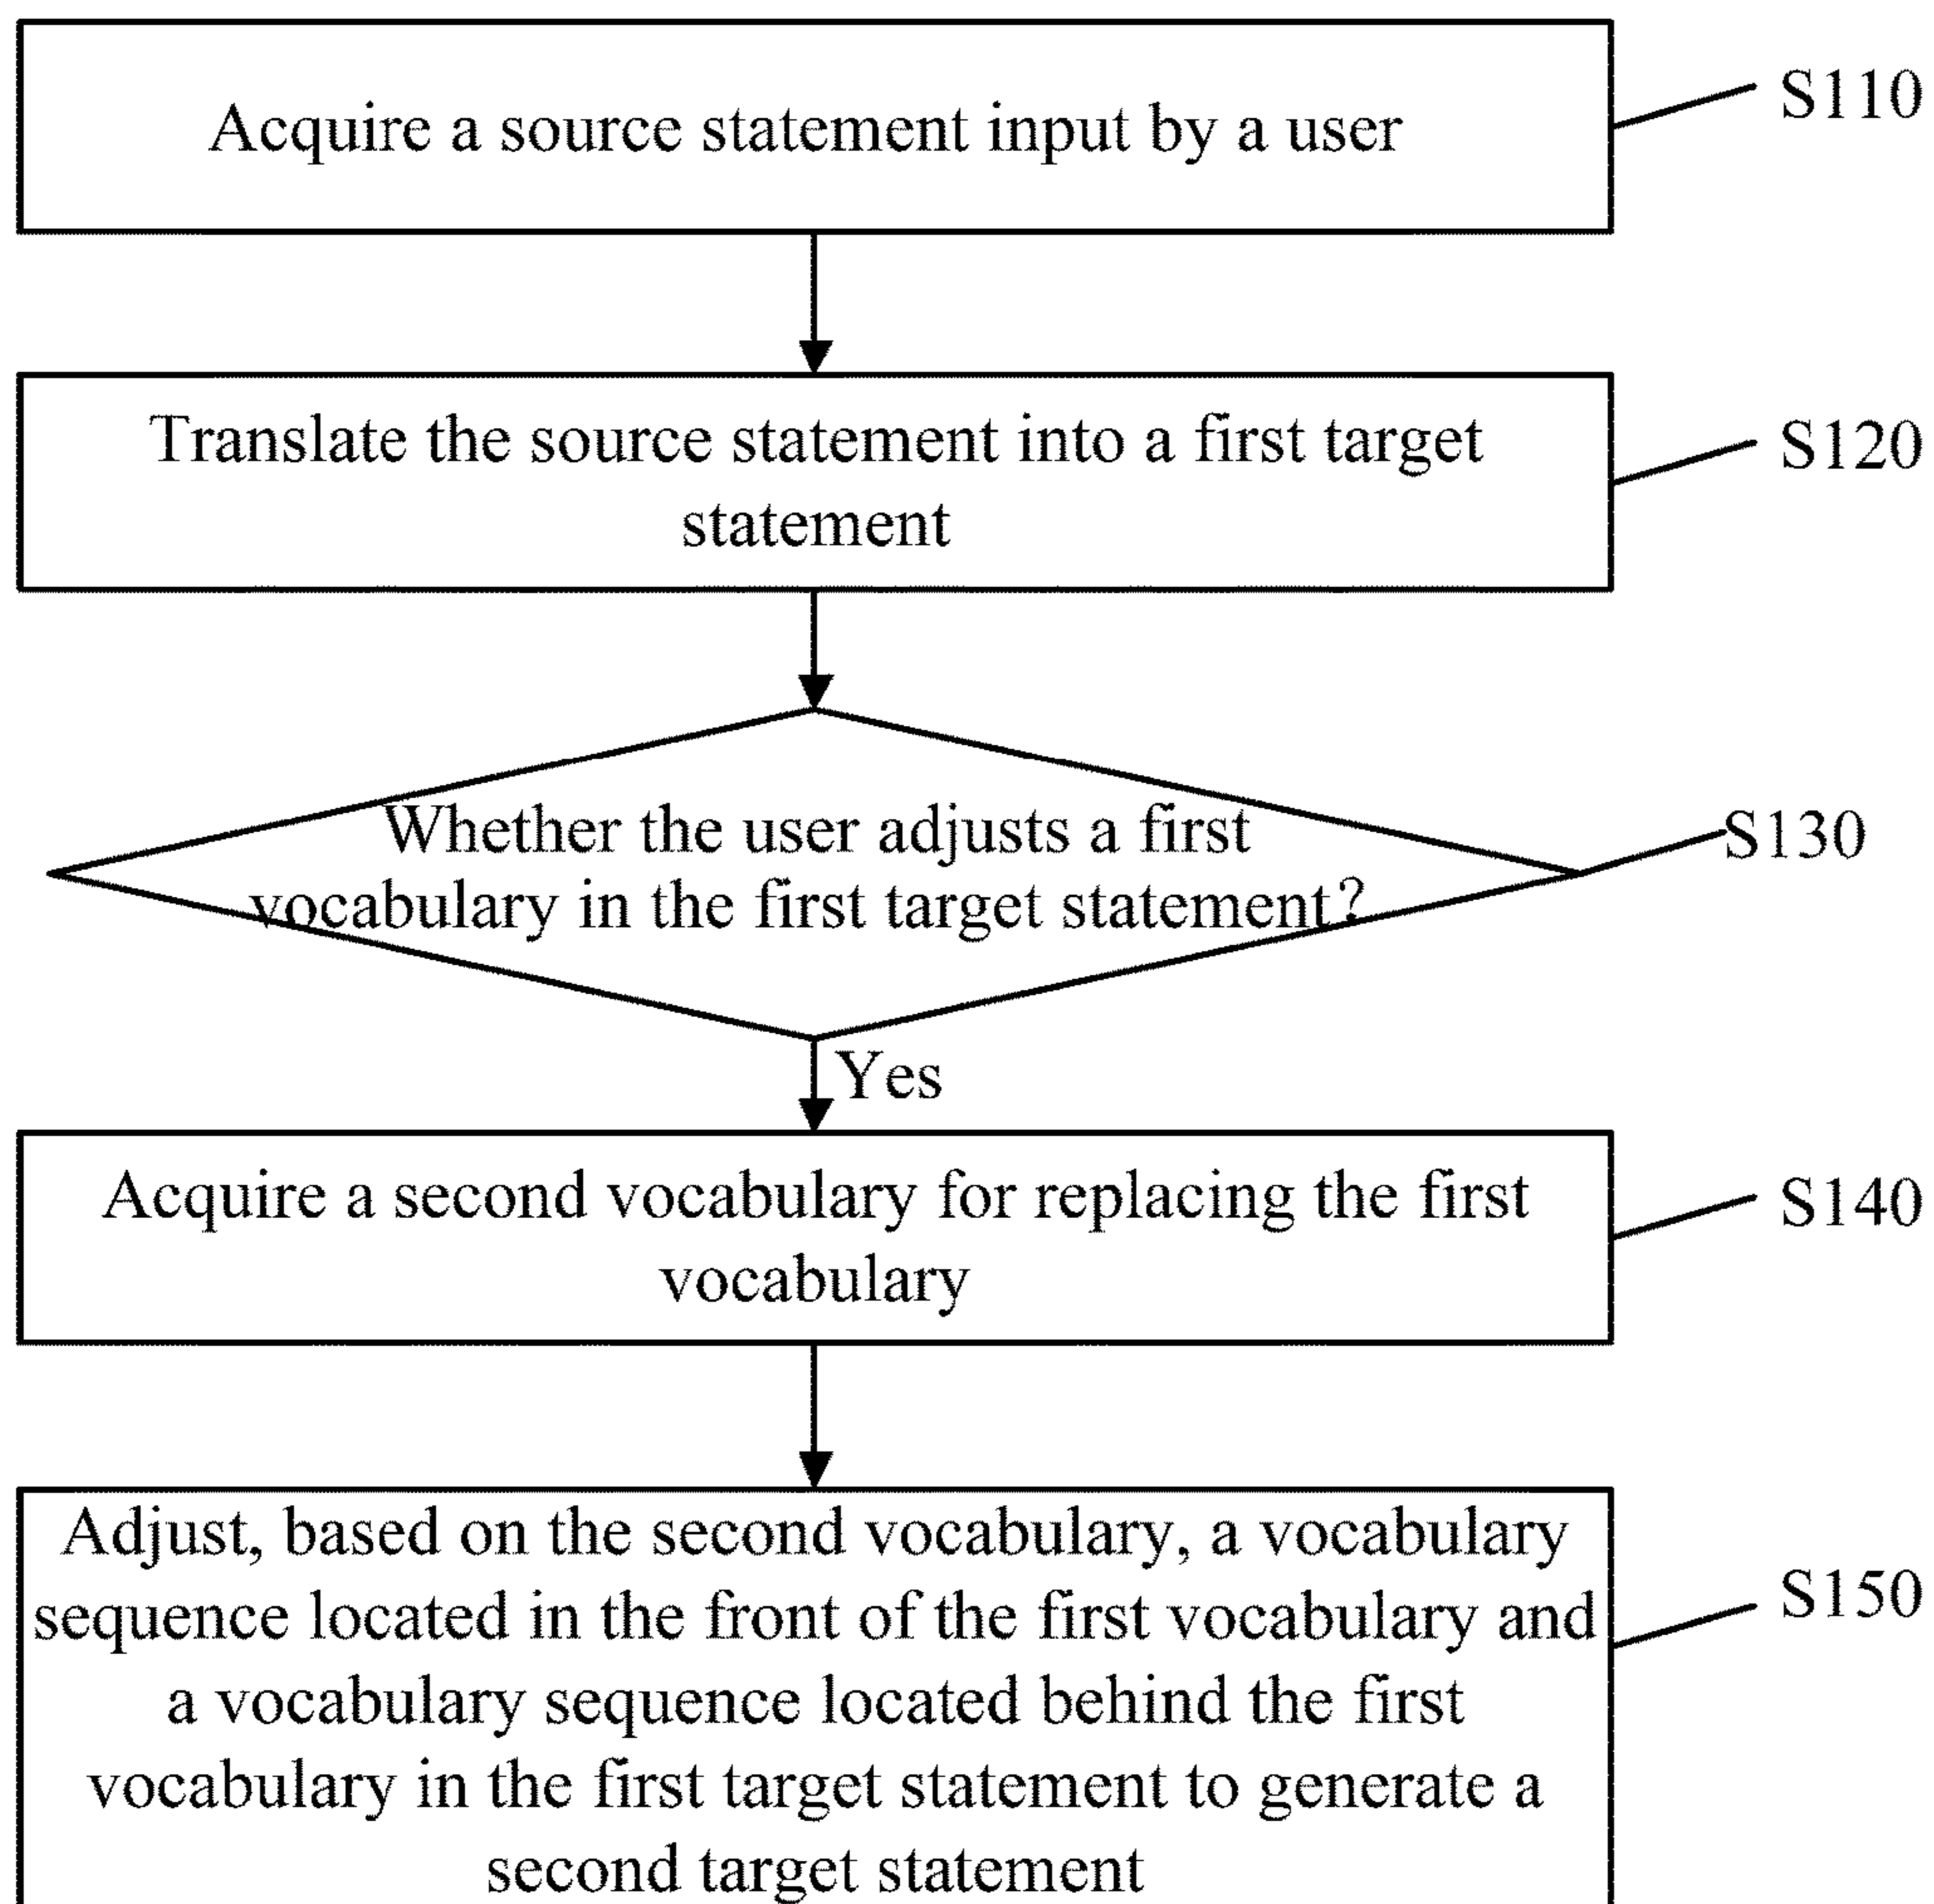 Acquire a source statement input by a user
S110
Translate the source statement into a first target
statement
S120
Whether the user adjusts a first
vocabulary in the first target statement?
S130
Yes
Acquire a second vocabulary for replacing the first
vocabulary
S140
Adjust, based on the second vocabulary, a vocabulary
sequence located in the front of the first vocabulary and
a vocabulary sequence located behind the first
vocabulary in the first target statement to generate a
second target statement
S150